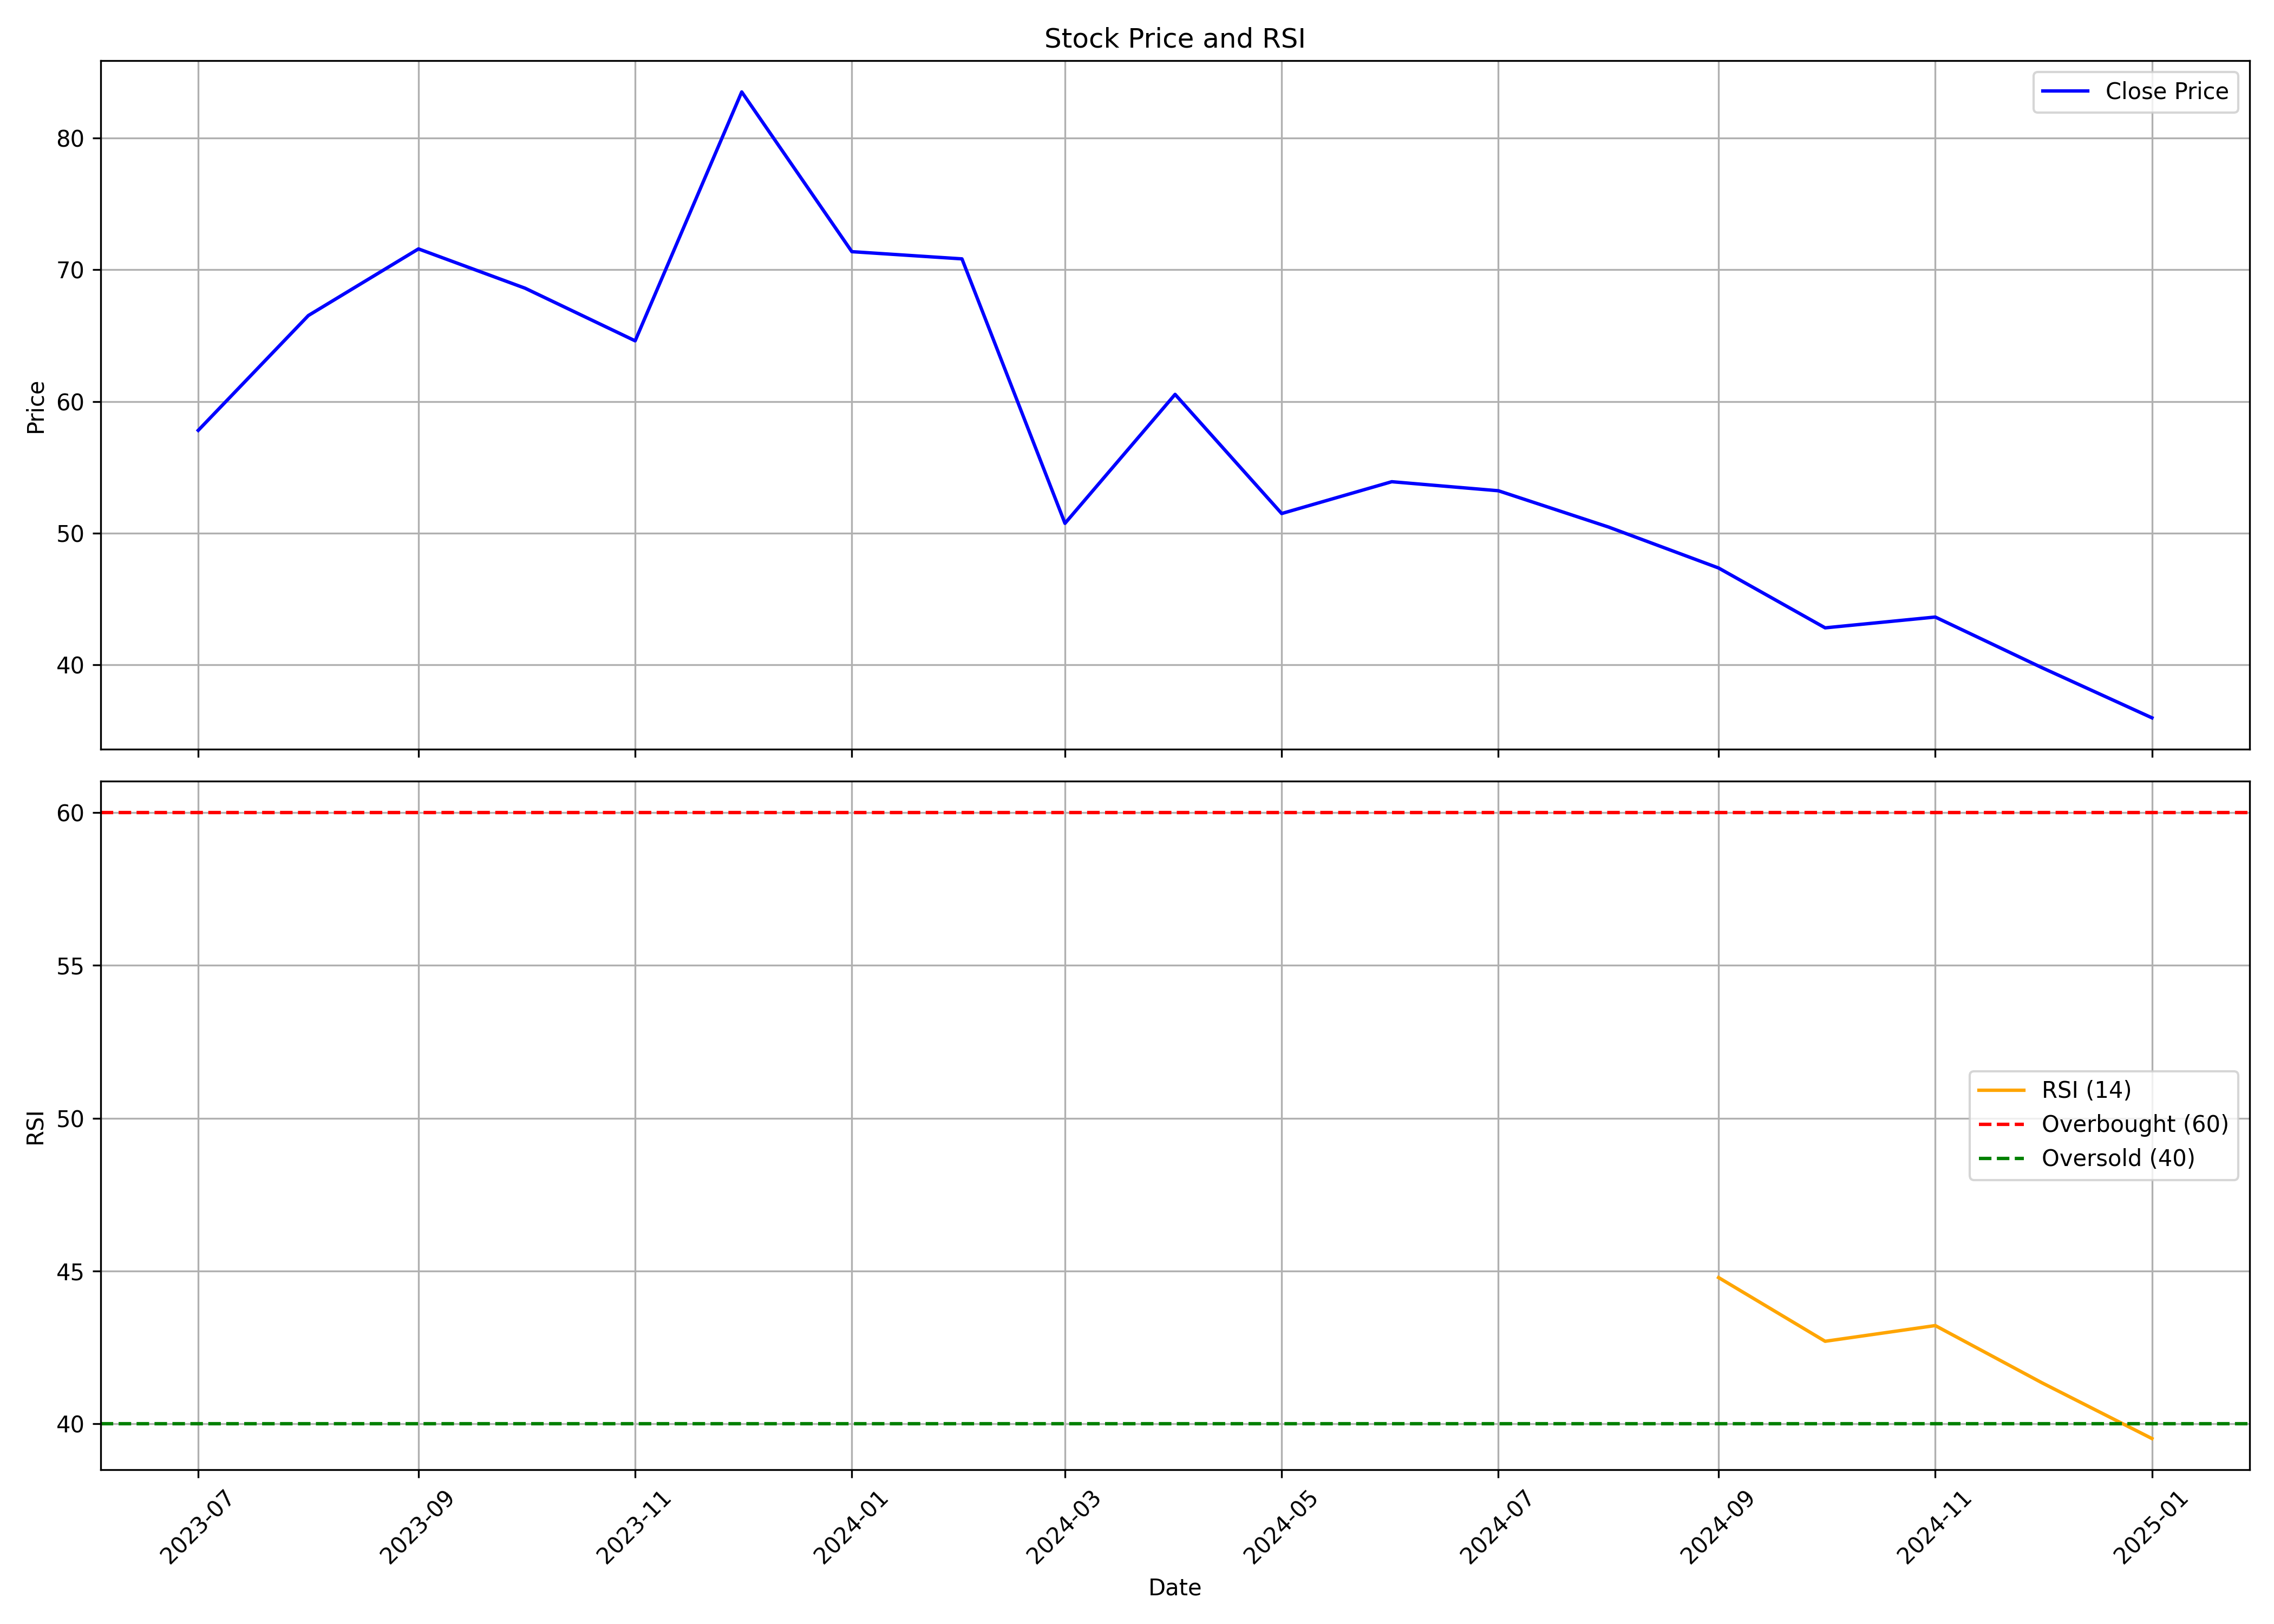 Stock Price and RSI
Close Price
Price
80
70
60
50
40
RSI
60
55
50
45
40
RSI (14)
Overbought (60)
Oversold (40)
2023-07
2023-09
2023-11
2024-01
2024-03
2024-05
2024-07
2024-09
2024-11
2025-01
Date